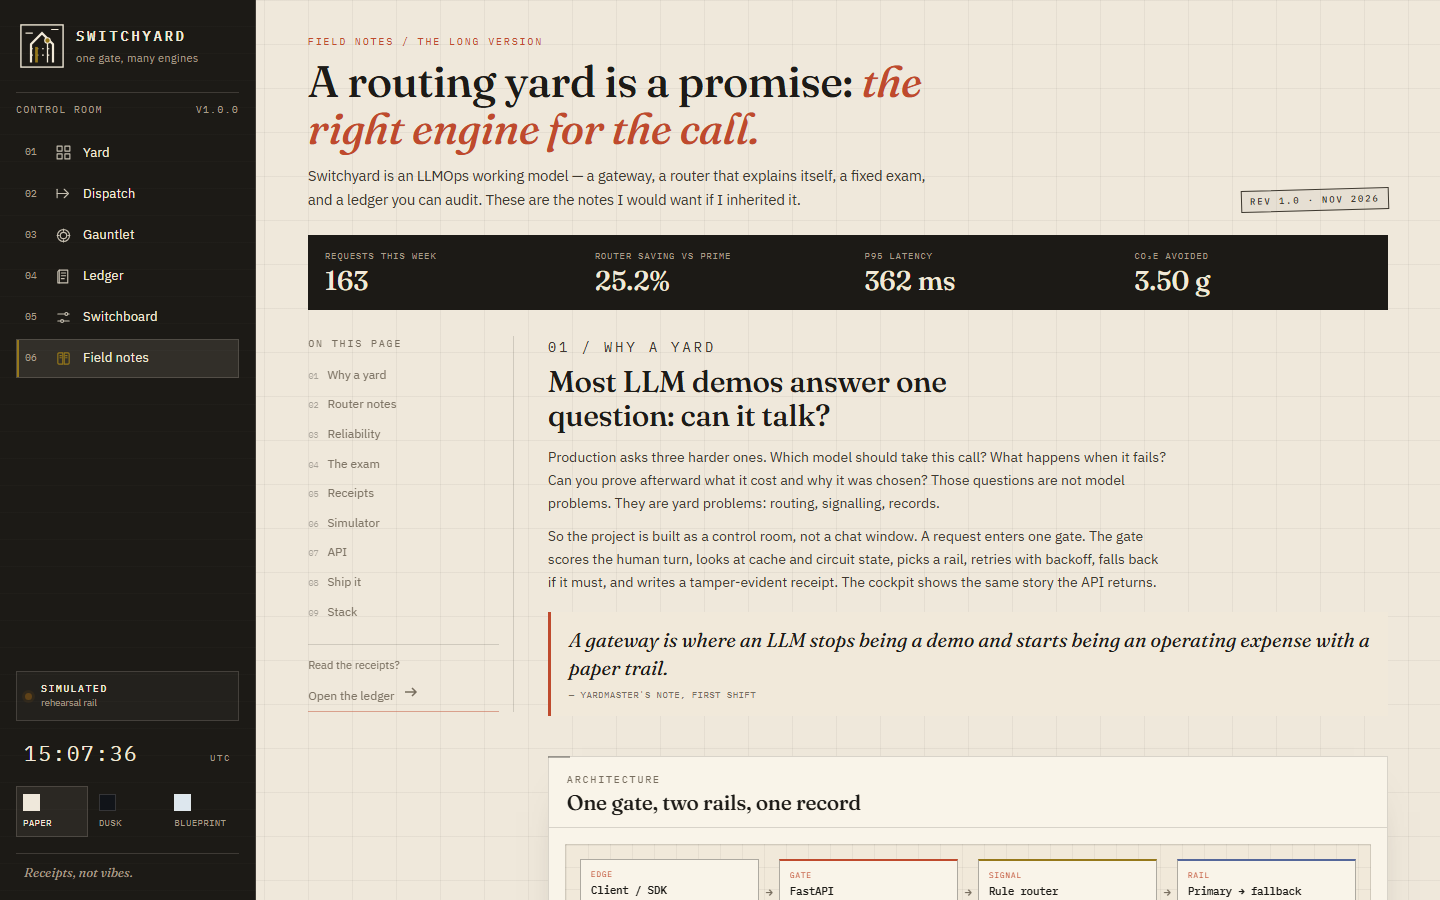 SWITCHYARD
one gate, many engines
CONTROL ROOM V1.0.0
01 Yard
02 Dispatch
03 Gauntlet
04 Ledger
05 Switchboard
06 Field notes
SIMULATED
rehearsal rail
15:07:36 UTC
PAPER DUSK BLUEPRINT
Receipts, not vibes.
FIELD NOTES / THE LONG VERSION
A routing yard is a promise: the
right engine for the call.
Switchyard is an LLMOps working model — a gateway, a router that explains itself, a fixed exam,
and a ledger you can audit. These are the notes I would want if I inherited it.
REV 1.0 · NOV 2026
REQUESTS THIS WEEK
163
ROUTER SAVING VS PRIME
25.2%
P95 LATENCY
362 ms
CO₂E AVOIDED
3.50 g
ON THIS PAGE
01 Why a yard
02 Router notes
03 Reliability
04 The exam
05 Receipts
06 Simulator
07 API
08 Ship it
09 Stack
Read the receipts?
Open the ledger →
01 / WHY A YARD
Most LLM demos answer one
question: can it talk?
Production asks three harder ones. Which model should take this call? What happens when it fails?
Can you prove afterward what it cost and why it was chosen? Those questions are not model
problems. They are yard problems: routing, signalling, records.
So the project is built as a control room, not a chat window. A request enters one gate. The gate
scores the human turn, looks at cache and circuit state, picks a rail, retries with backoff, falls back
if it must, and writes a tamper-evident receipt. The cockpit shows the same story the API returns.
A gateway is where an LLM stops being a demo and starts being an operating expense with a
paper trail.
— YARDMASTER'S NOTE, FIRST SHIFT
ARCHITECTURE
One gate, two rails, one record
EDGE
Client / SDK
→
GATE
FastAPI
→
SIGNAL
Rule router
→
RAIL
Primary → fallback